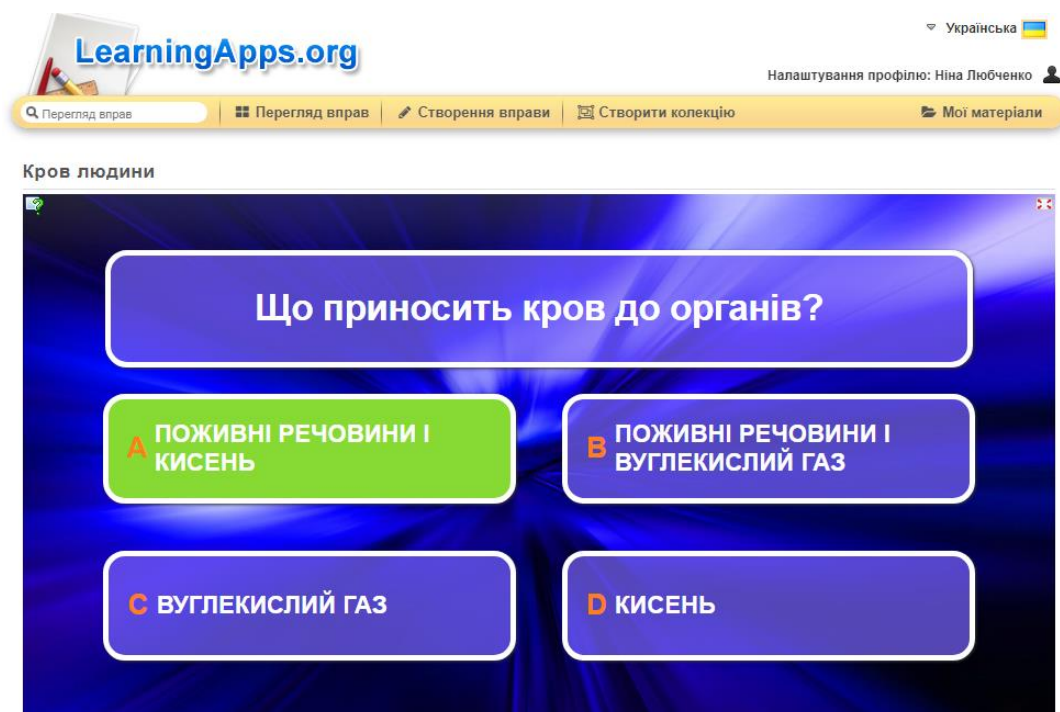 Українська
LearningApps.org
Налаштування профілю: Ніна Любченко
Перегляд вправ
Перегляд вправ
Створення вправи
Створити колекцію
Мої матеріали
Кров людини
Що приносить кров до органів?
A ПОЖИВНІ РЕЧОВИНИ І
КИСЕНЬ
B ПОЖИВНІ РЕЧОВИНИ І
ВУГЛЕКИСЛИЙ ГАЗ
C ВУГЛЕКИСЛИЙ ГАЗ
D КИСЕНЬ